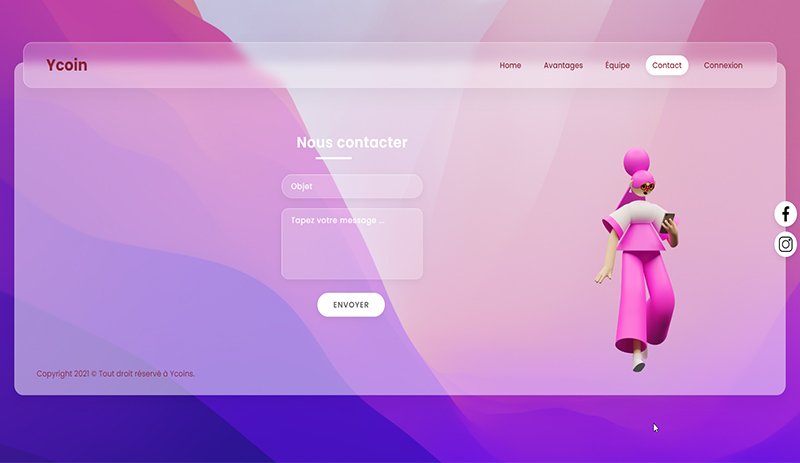 Ycoin
Home Avantages Équipe Contact Connexion
Nous contacter
Objet
Tapez votre message ...
ENVOYER
Copyright 2021 © Tout droit réservé à Ycoins.